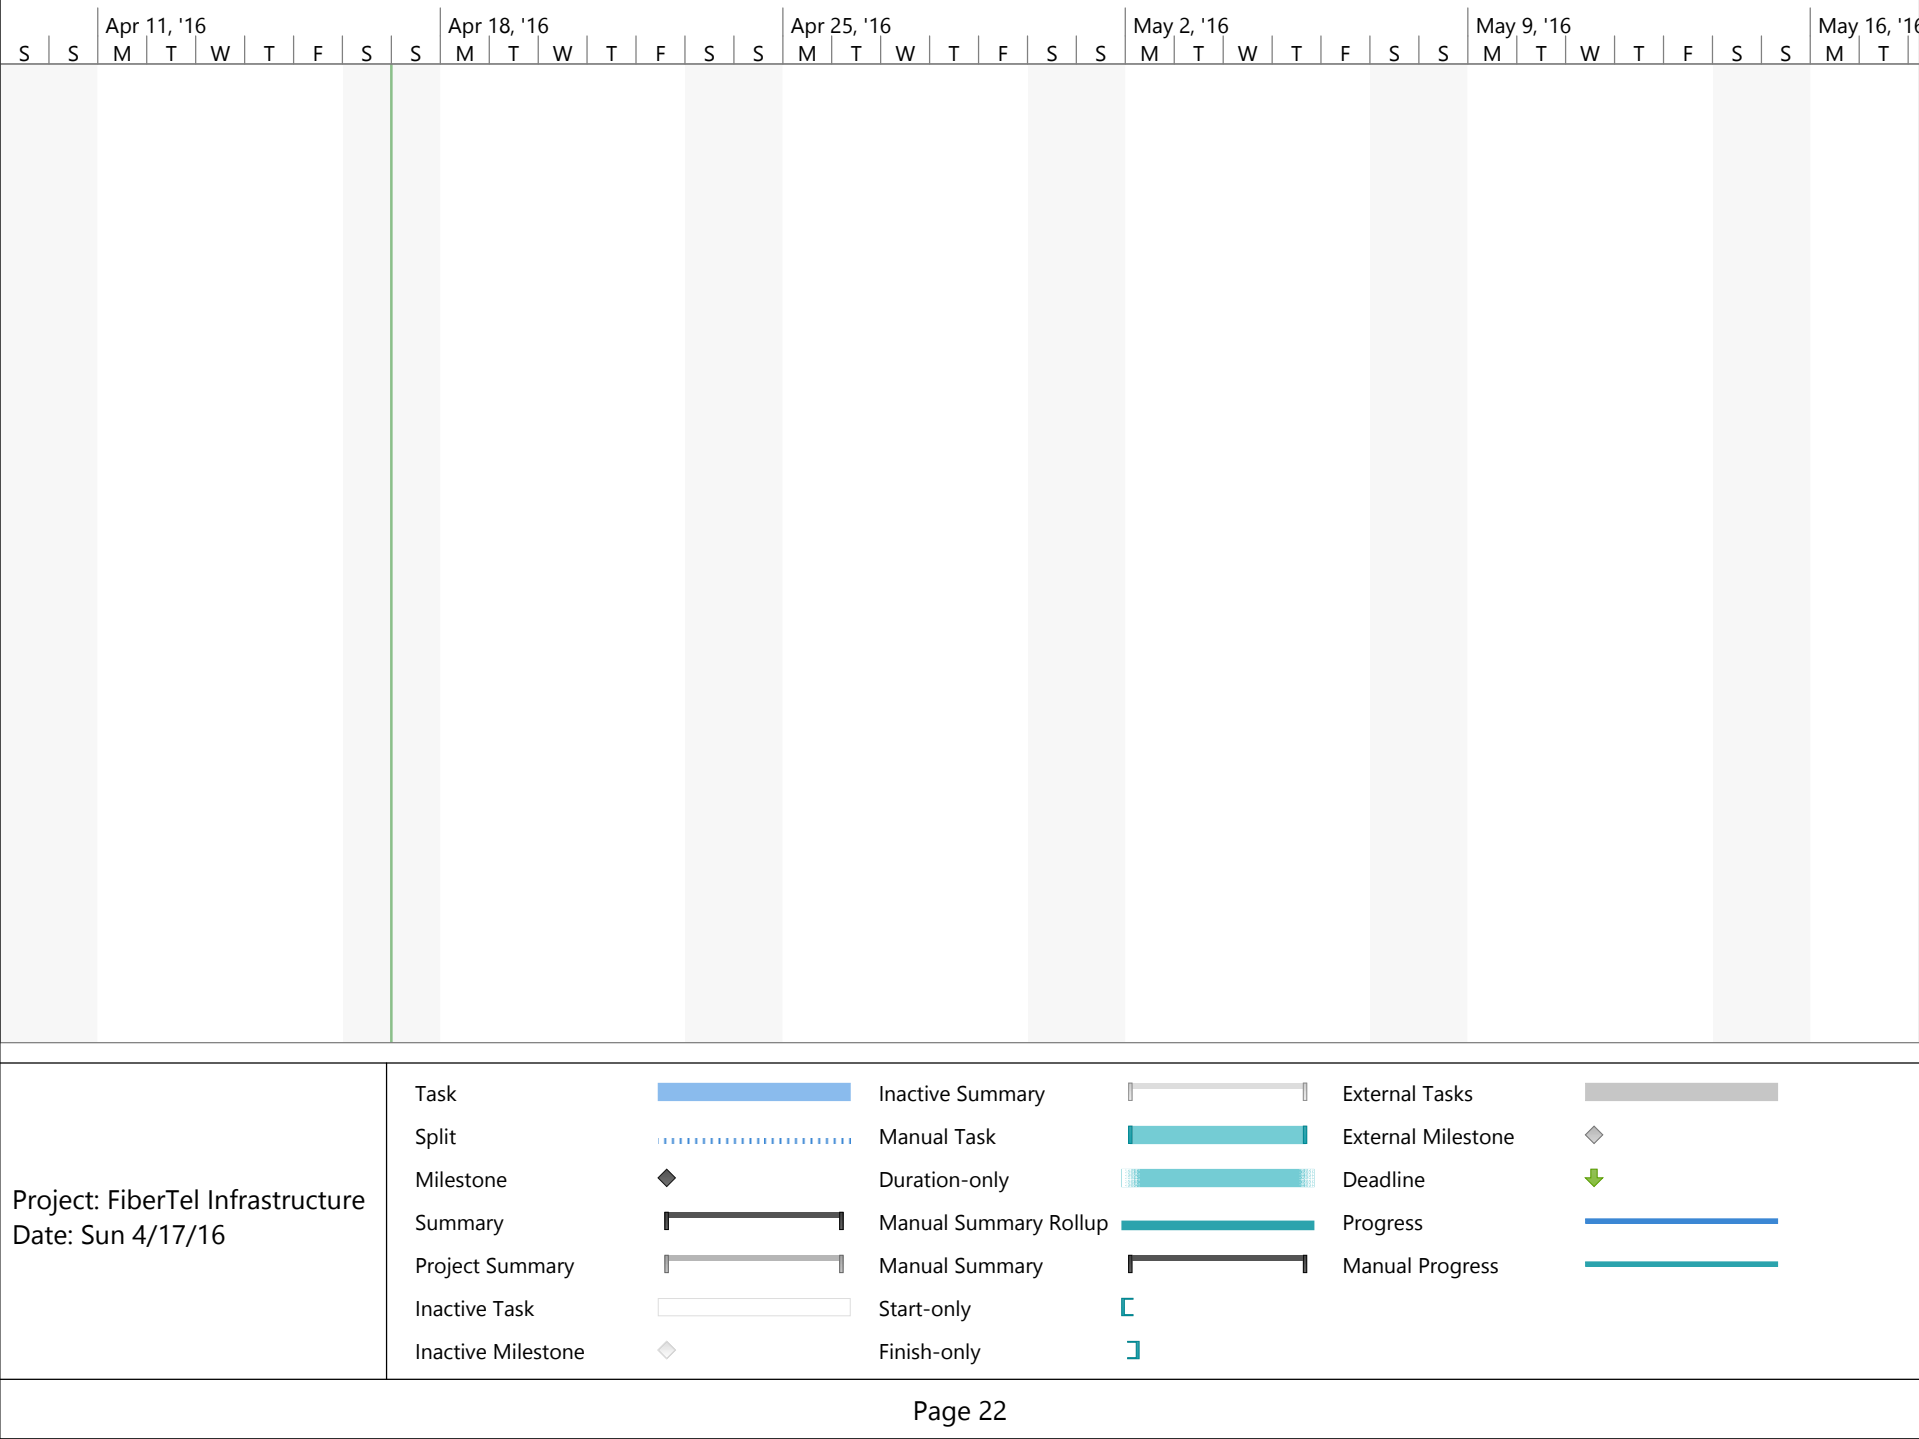 Apr 11, '16 Apr 18, '16 Apr 25, '16 May 2, '16 May 9, '16 May 16, '16
S S M T W T F S S M T W T F S S M T W T F S S M T W T F S S M T W T F S S M T
Project: FiberTel Infrastructure
Date: Sun 4/17/16
Task
Split
Milestone
Summary
Project Summary
Inactive Task
Inactive Milestone
Inactive Summary
Manual Task
Duration-only
Manual Summary Rollup
Manual Summary
Start-only
Finish-only
External Tasks
External Milestone
Deadline
Progress
Manual Progress
Page 22